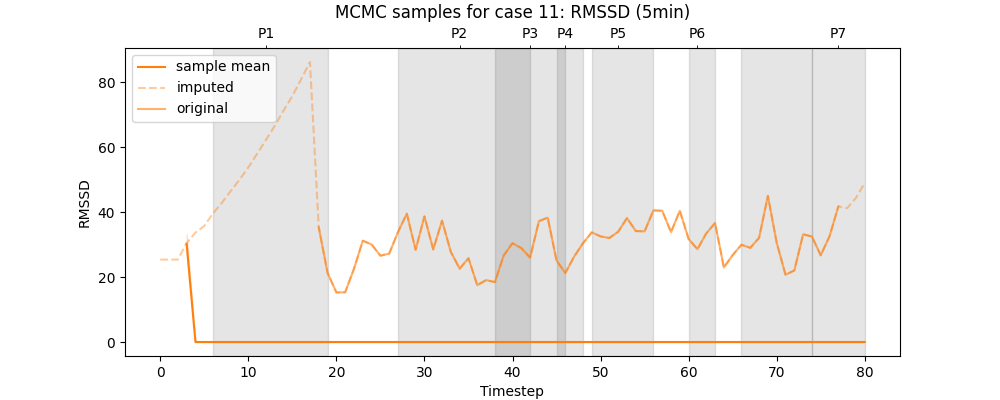 MCMC samples for case 11: RMSSD (5min)
P1 P2 P3 P4 P5 P6 P7
sample mean
imputed
original
80
60
40
20
0
RMSSD
0 10 20 30 40 50 60 70 80
Timestep